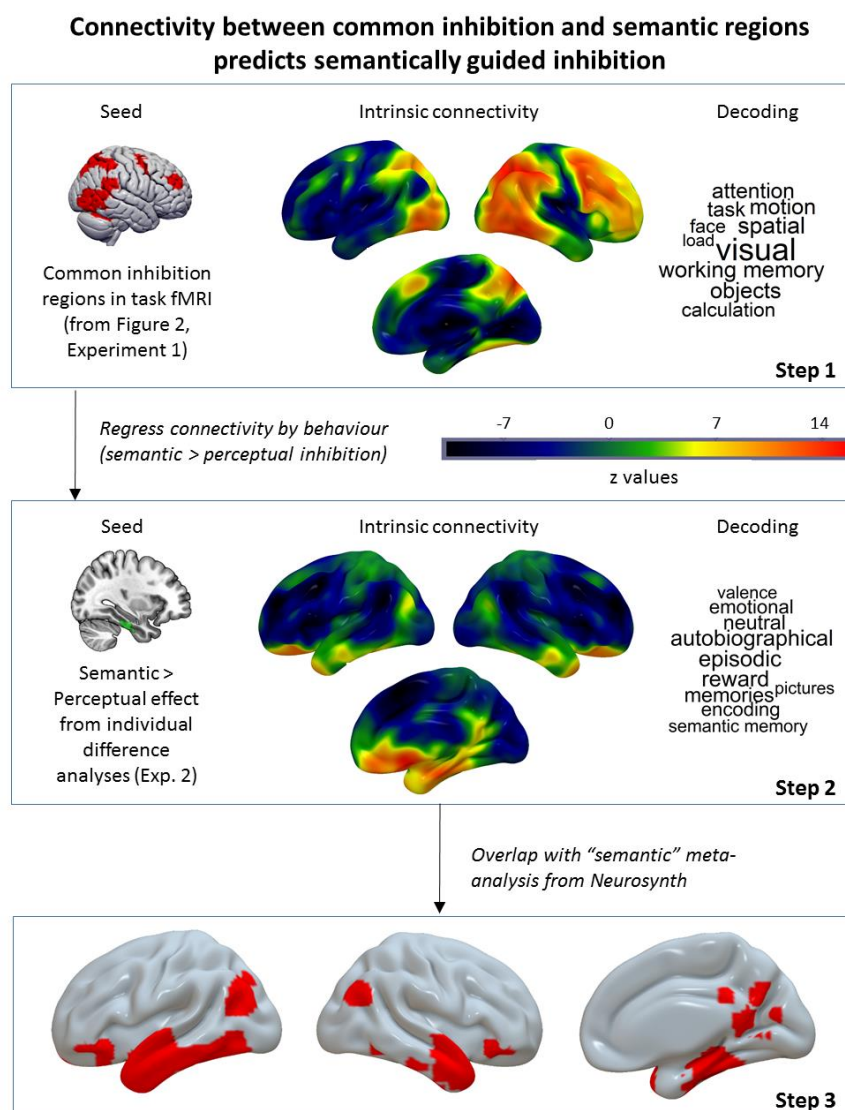 Connectivity between common inhibition and semantic regions
predicts semantically guided inhibition
Seed
Intrinsic connectivity
Decoding
Common inhibition
regions in task fMRI
(from Figure 2,
Experiment 1)
attention
task motion
face spatial
load visual
working memory
objects
calculation
Step 1
Regress connectivity by behaviour
(semantic > perceptual inhibition)
-7 0 7 14
z values
Seed
Intrinsic connectivity
Decoding
Semantic >
Perceptual effect
from individual
difference
analyses (Exp. 2)
valence
emotional
neutral
autobiographical
episodic
reward
memories pictures
encoding
semantic memory
Step 2
Overlap with “semantic” meta-
analysis from Neurosynth
Step 3